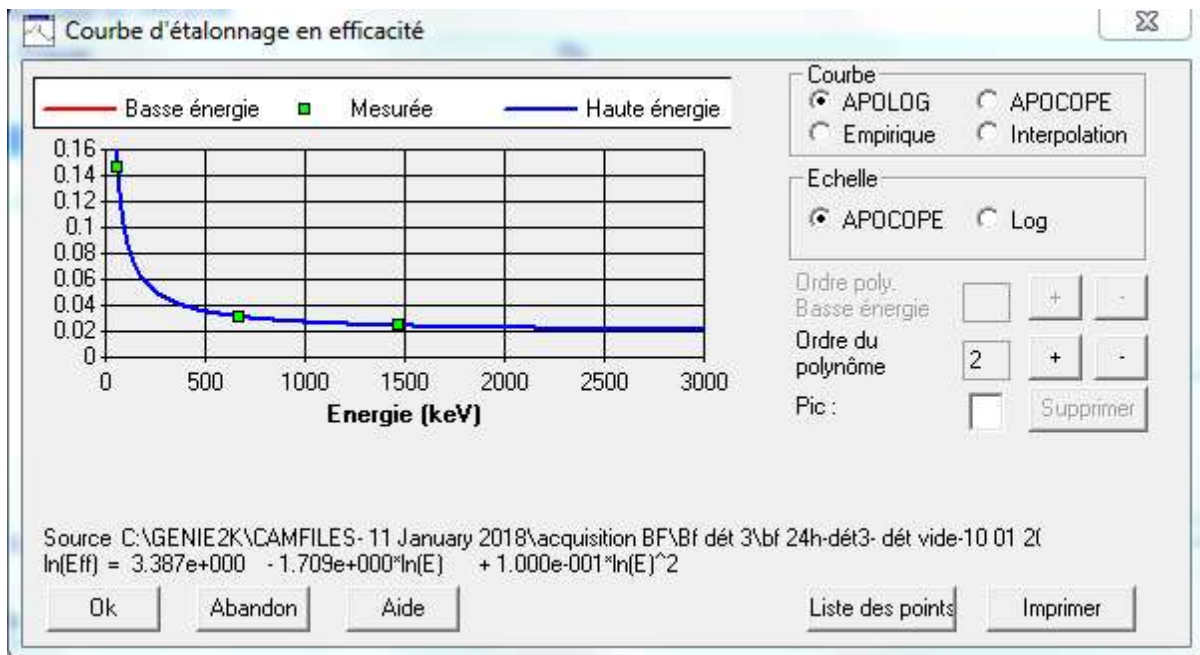 Courbe d'étalonnage en efficacité
Basse énergie Mesurée Haute énergie
0.16
0.14
0.12
0.1
0.08
0.06
0.04
0.02
0
0 500 1000 1500 2000 2500 3000
Energie (keV)
Courbe
APOLOG APOCOPE
Empirique Interpolation
Echelle
APOCOPE Log
Ordre poly.
Basse énergie + -
Ordre du
polynôme 2 + -
Pic : Supprimer
Source C:\GENIE2K\CAMFILES- 11 January 2018\acquisition BF\Bf dét 3\bf 24h-dét3- dét vide-10 01 2(
ln(Eff) = 3.387e+000 - 1.709e+000*ln(E) + 1.000e-001*ln(E)^2
Ok Abandon Aide Liste des points Imprimer